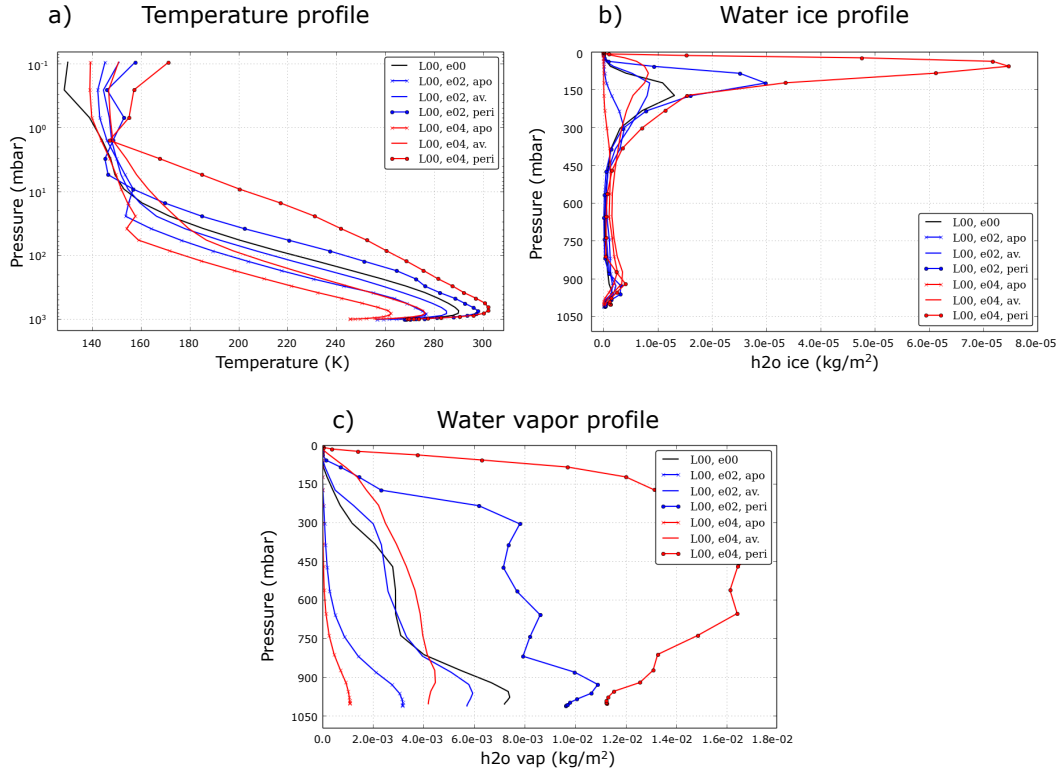 a)
Temperature profile
10⁻¹
10⁰
10¹
10²
10³
Pressure (mbar)
140
160
180
200
220
240
260
280
300
Temperature (K)
L00, e00
L00, e02, apo
L00, e02, av.
L00, e02, peri
L00, e04, apo
L00, e04, av.
L00, e04, peri
b)
Water ice profile
0
150
300
450
600
750
900
1050
Pressure (mbar)
0.0
1.0e-05
2.0e-05
3.0e-05
4.0e-05
5.0e-05
6.0e-05
7.0e-05
8.0e-05
h2o ice (kg/m²)
L00, e00
L00, e02, apo
L00, e02, av.
L00, e02, peri
L00, e04, apo
L00, e04, av.
L00, e04, peri
c)
Water vapor profile
0
150
300
450
600
750
900
1050
Pressure (mbar)
0.0
2.0e-03
4.0e-03
6.0e-03
8.0e-03
1.0e-02
1.2e-02
1.4e-02
1.6e-02
1.8e-02
h2o vap (kg/m²)
L00, e00
L00, e02, apo
L00, e02, av.
L00, e02, peri
L00, e04, apo
L00, e04, av.
L00, e04, peri